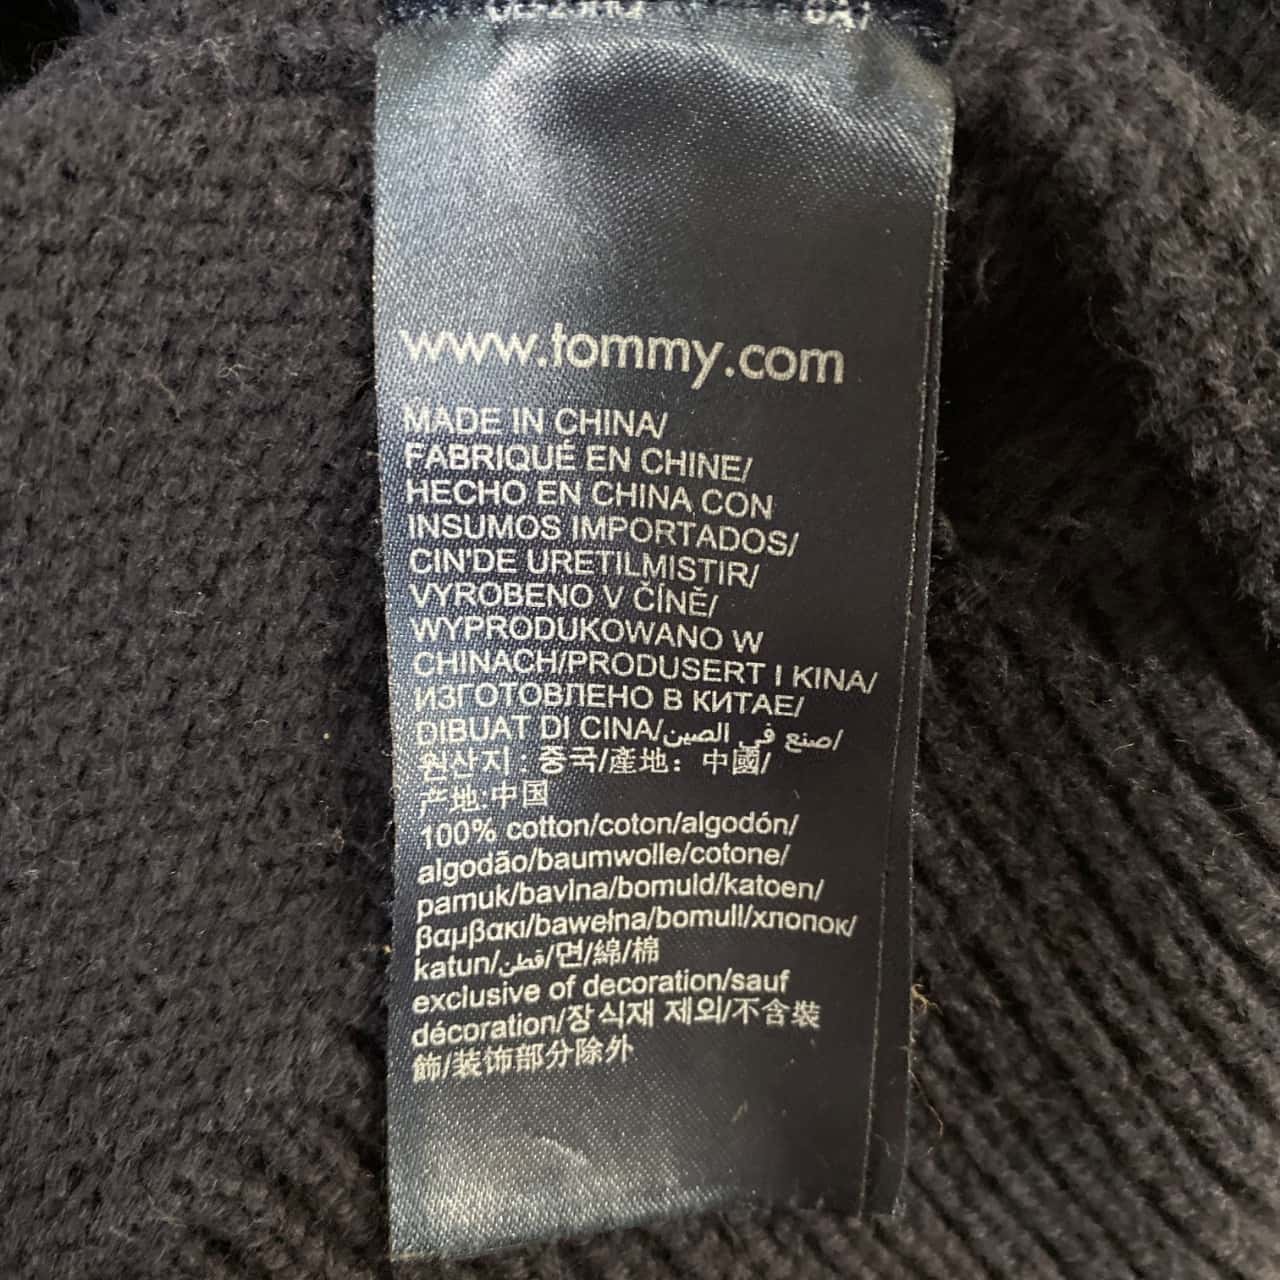 www.tommy.com
MADE IN CHINA/
FABRIQUÉ EN CHINE/
HECHO EN CHINA CON
INSUMOS IMPORTADOS/
CIN'DE URETILMISTIR/
VYROBENO V ČÍNĚ/
WYPRODUKOWANO W
CHINACH/PRODUSERT I KINA/
ИЗГОТОВЛЕНО В КИТАЕ/
DIBUAT DI CINA/صنع في الصين/
원산지 : 중국/產地: 中國/
产地:中国
100% cotton/coton/algodón/
algodão/baumwolle/cotone/
pamuk/bavlna/bomuld/katoen/
βαμβακι/bawełna/bomull/хлопок/
katun/قطن/면/綿/棉
exclusive of decoration/sauf
décoration/장식재 제외/不含裝
飾/装饰部分除外